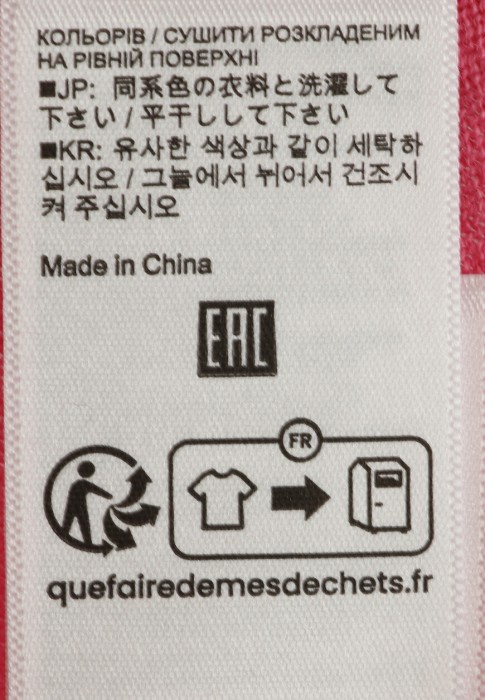 КОЛЬОРІВ / СУШИТИ РОЗКЛАДЕНИМ
НА РІВНІЙ ПОВЕРХНІ
■JP: 同系色の衣料と洗濯して
下さい / 平干しして下さい
■KR: 유사한 색상과 같이 세탁하
십시오 / 그늘에서 뉘어서 건조시
켜 주십시오
Made in China
EAC
FR
quefairedemesdechets.fr